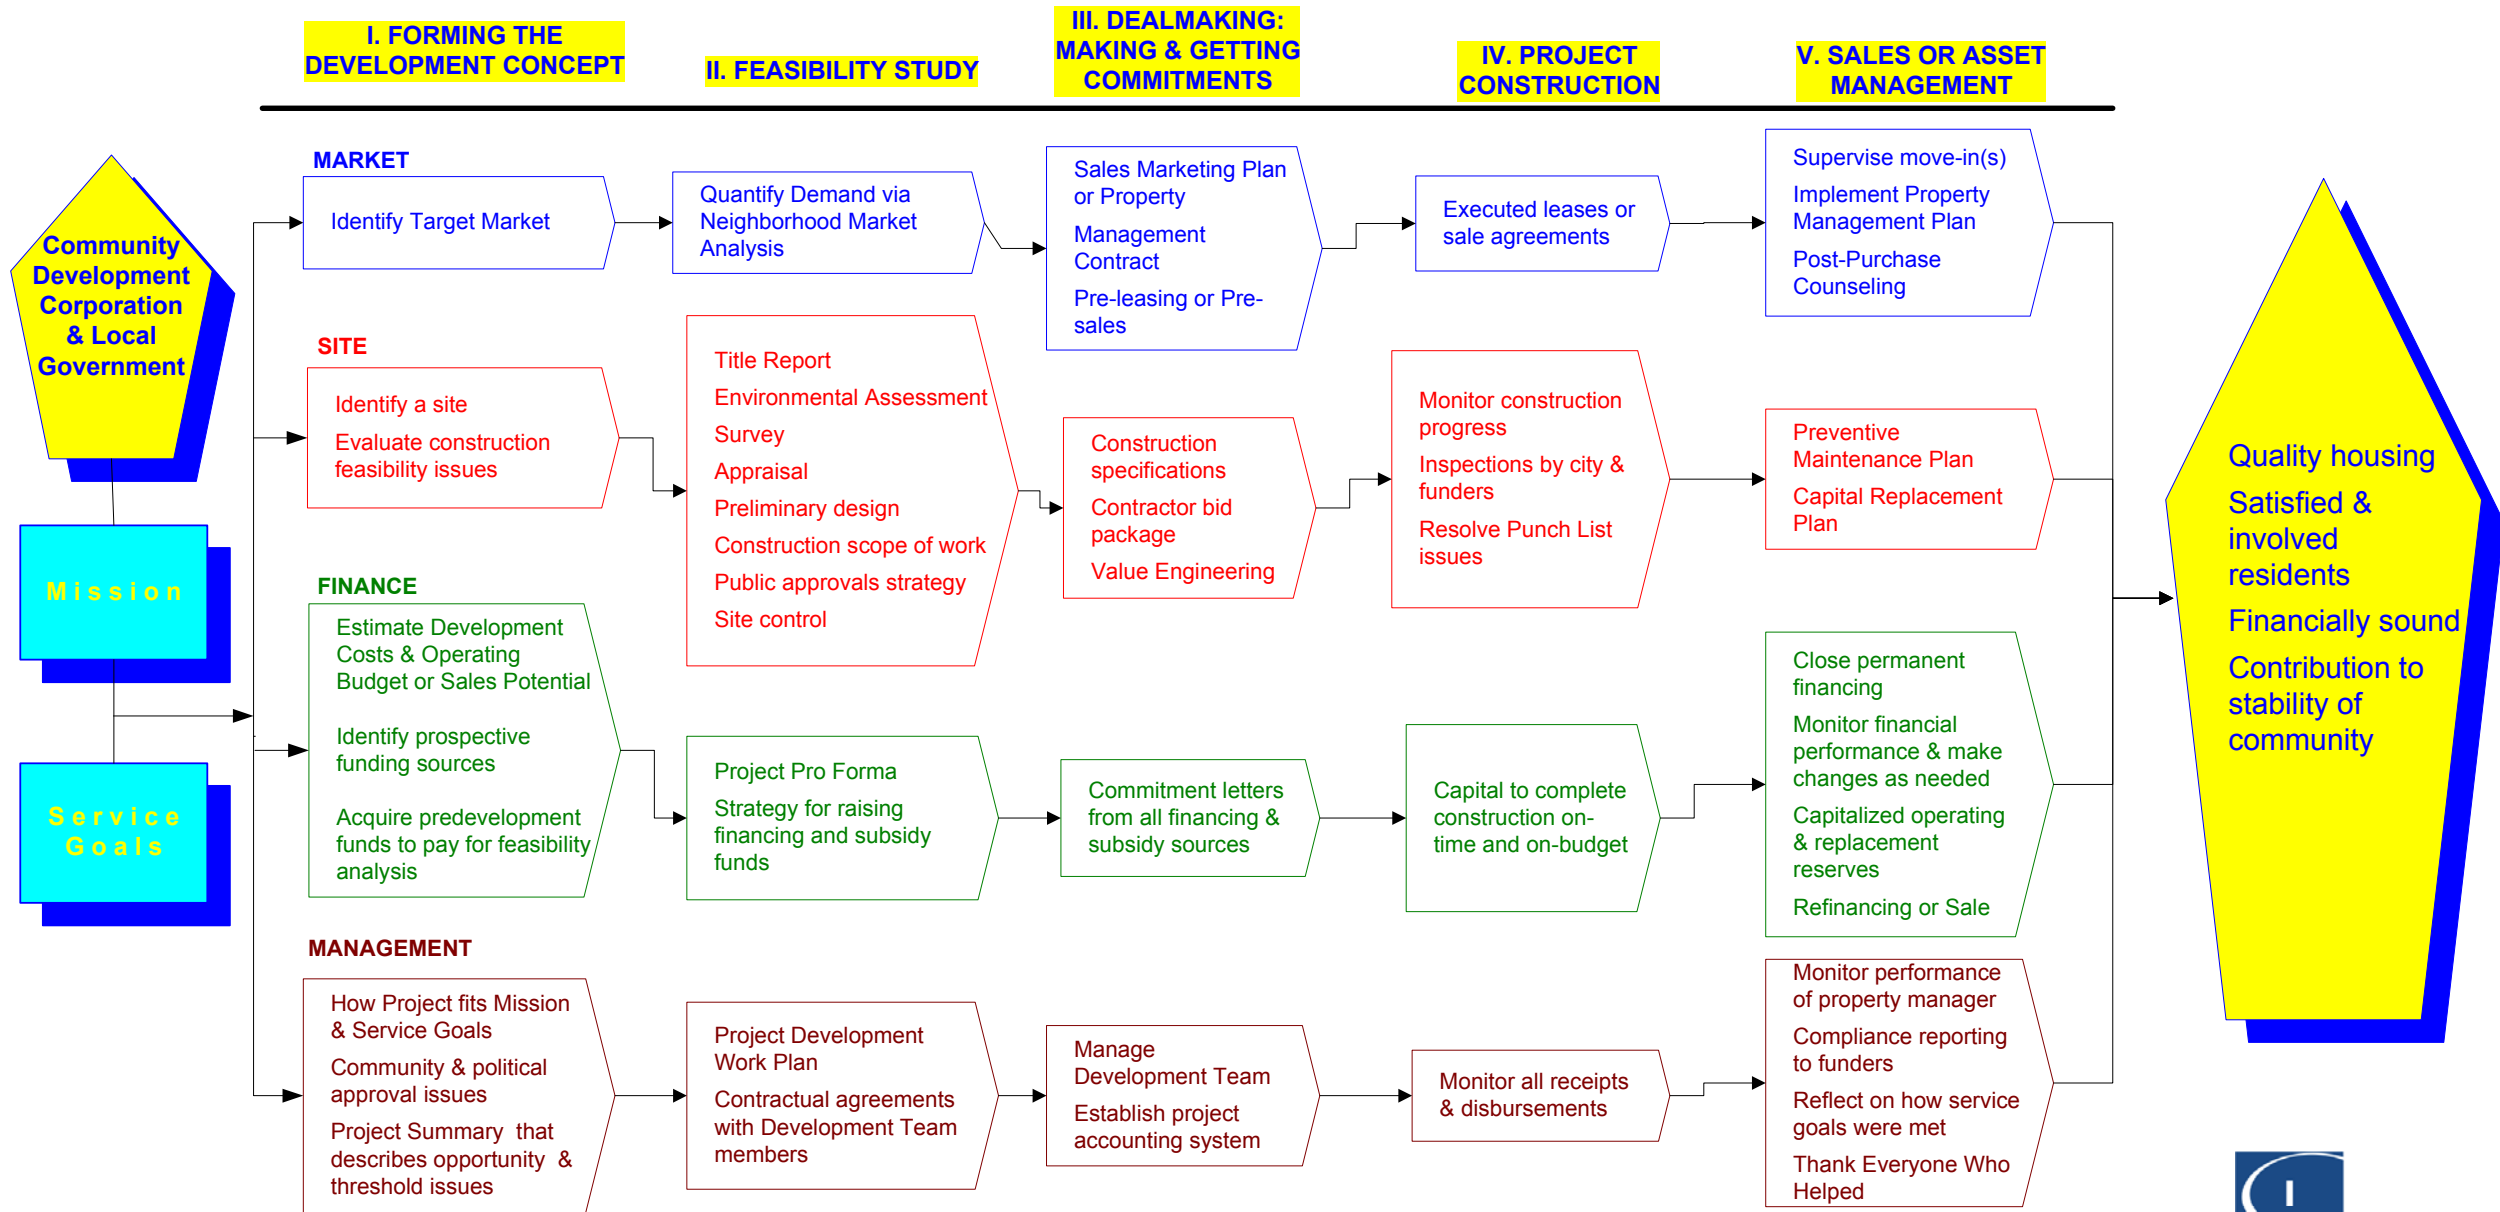 I. FORMING THE
DEVELOPMENT CONCEPT
II. FEASIBILITY STUDY
III. DEALMAKING:
MAKING & GETTING
COMMITMENTS
IV. PROJECT
CONSTRUCTION
V. SALES OR ASSET
MANAGEMENT
Community
Development
Corporation
& Local
Government
Mission
Service
Goals
MARKET
Identify Target Market
Quantify Demand via
Neighborhood Market
Analysis
Sales Marketing Plan
or Property
Management
Contract
Pre-leasing or Pre-
sales
Executed leases or
sale agreements
Supervise move-in(s)
Implement Property
Management Plan
Post-Purchase
Counseling
SITE
Identify a site
Evaluate construction
feasibility issues
Title Report
Environmental Assessment
Survey
Appraisal
Preliminary design
Construction scope of work
Public approvals strategy
Site control
Construction
specifications
Contractor bid
package
Value Engineering
Monitor construction
progress
Inspections by city &
funders
Resolve Punch List
issues
Preventive
Maintenance Plan
Capital Replacement
Plan
FINANCE
Estimate Development
Costs & Operating
Budget or Sales Potential
Identify prospective
funding sources
Acquire predevelopment
funds to pay for feasibility
analysis
Project Pro Forma
Strategy for raising
financing and subsidy
funds
Commitment letters
from all financing &
subsidy sources
Capital to complete
construction on-
time and on-budget
Close permanent
financing
Monitor financial
performance & make
changes as needed
Capitalized operating
& replacement
reserves
Refinancing or Sale
MANAGEMENT
How Project fits Mission
& Service Goals
Community & political
approval issues
Project Summary that
describes opportunity &
threshold issues
Project Development
Work Plan
Contractual agreements
with Development Team
members
Manage
Development Team
Establish project
accounting system
Monitor all receipts
& disbursements
Monitor performance
of property manager
Compliance reporting
to funders
Reflect on how service
goals were met
Thank Everyone Who
Helped
Quality housing
Satisfied &
involved
residents
Financially sound
Contribution to
stability of
community